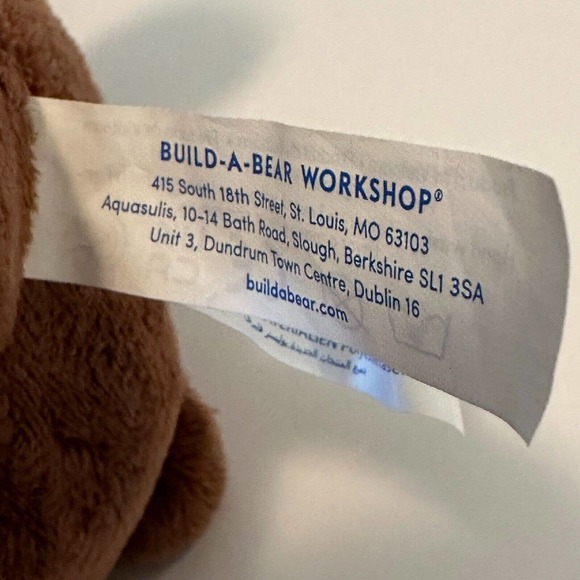 BUILD-A-BEAR WORKSHOP®
415 South 18th Street, St. Louis, MO 63103
Aquasulis, 10-14 Bath Road, Slough, Berkshire SL1 3SA
Unit 3, Dundrum Town Centre, Dublin 16
buildabear.com